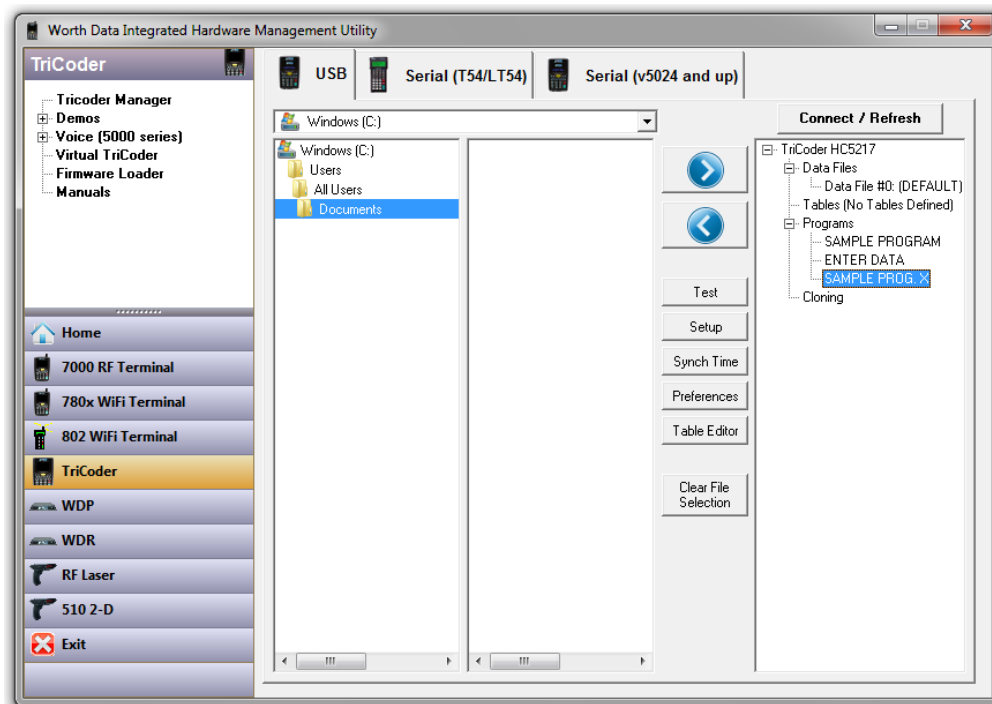 Worth Data Integrated Hardware Management Utility
TriCoder
Tricoder Manager
Demos
Voice (5000 series)
Virtual TriCoder
Firmware Loader
Manuals
Home
7000 RF Terminal
780x WiFi Terminal
802 WiFi Terminal
TriCoder
WDP
WDR
RF Laser
510 2-D
Exit
USB
Serial (T54/LT54)
Serial (v5024 and up)
Windows (C:)
Windows (C:)
Users
All Users
Documents
Test
Setup
Synch Time
Preferences
Table Editor
Clear File
Selection
Connect / Refresh
TriCoder HC5217
Data Files
Data File #0: (DEFAULT)
Tables (No Tables Defined)
Programs
SAMPLE PROGRAM
ENTER DATA
SAMPLE PROG. X
Cloning